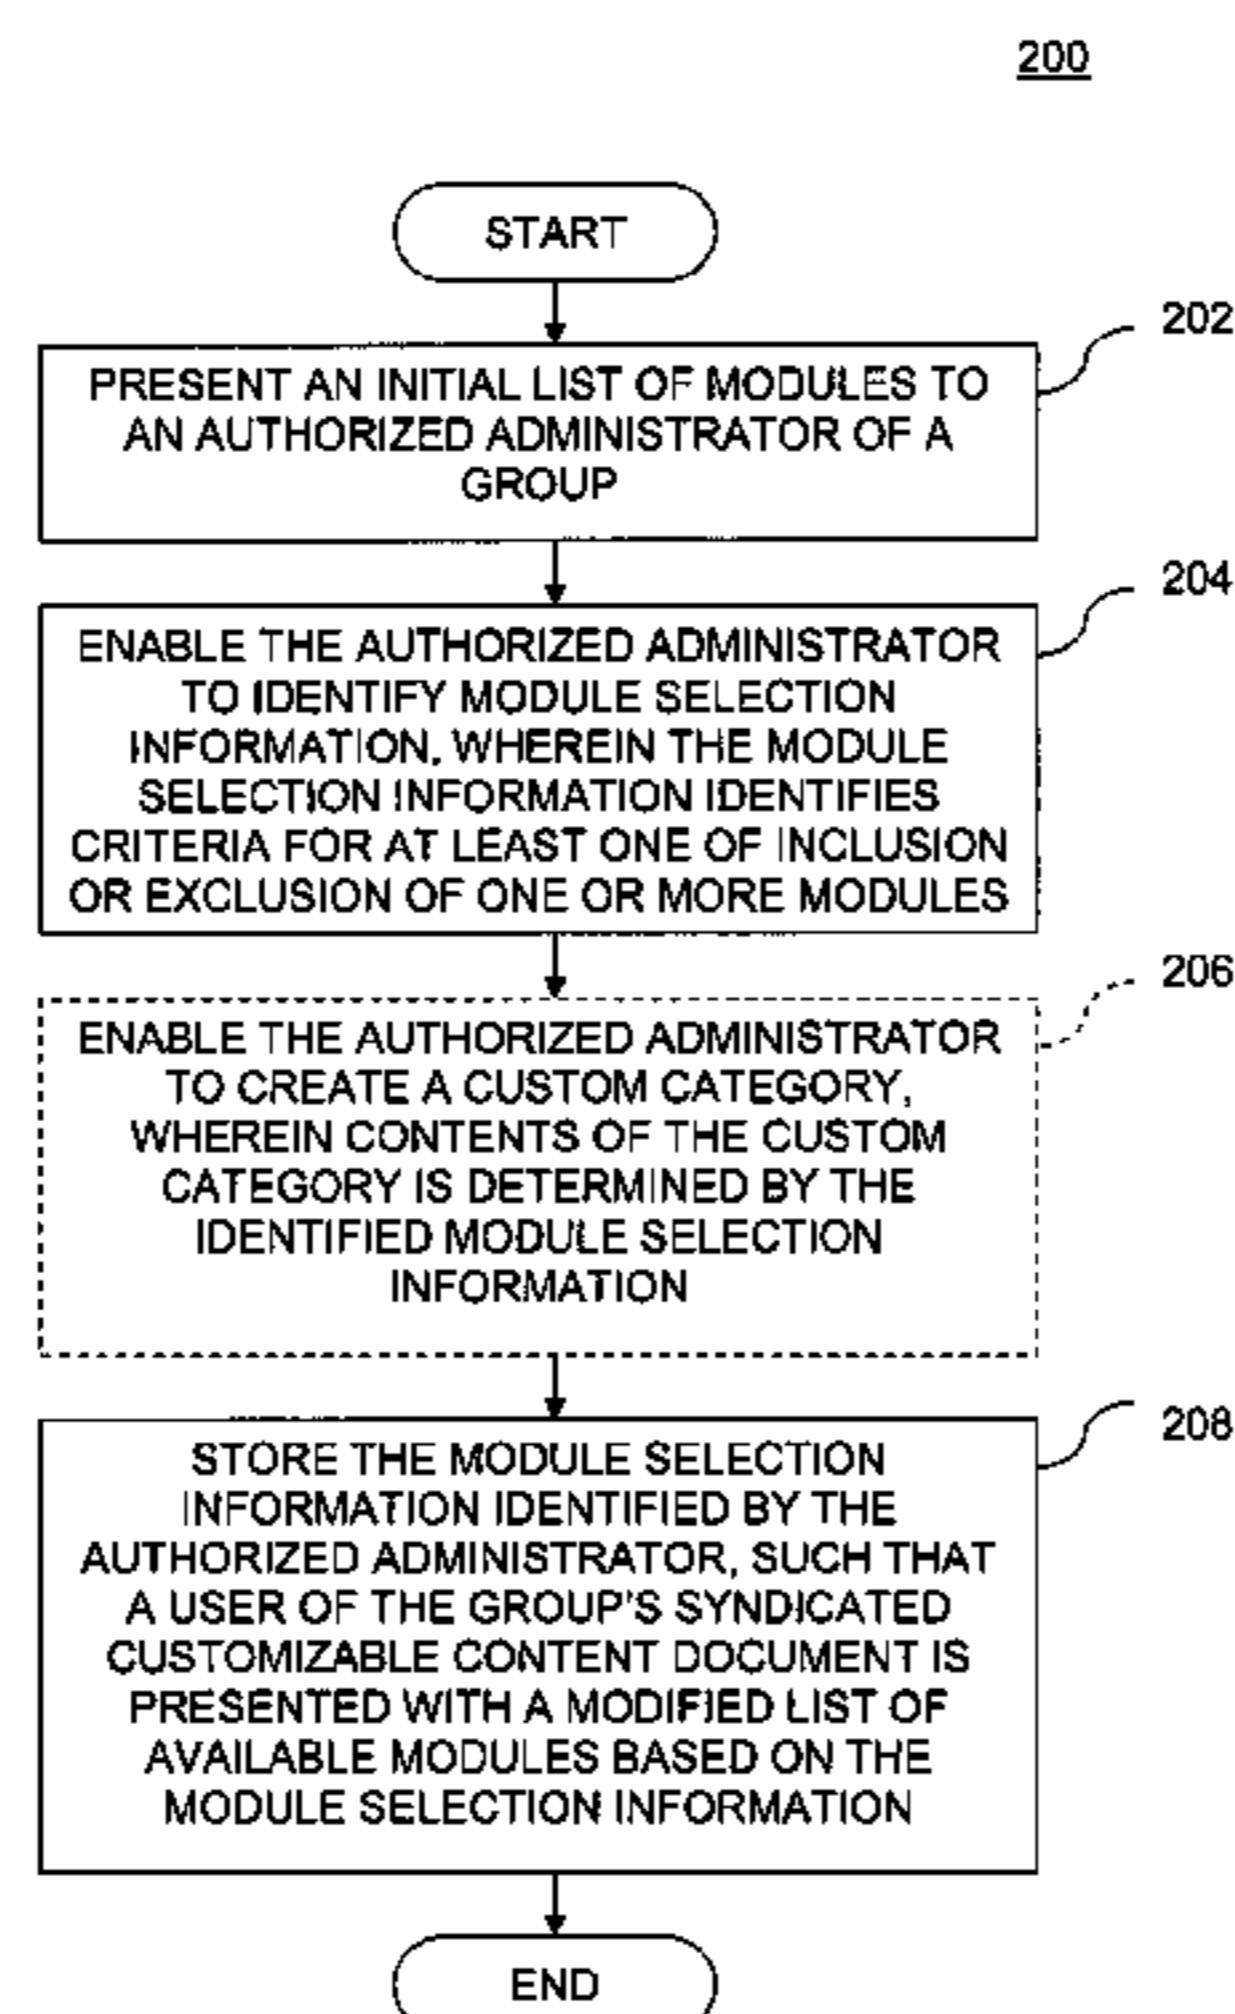 200
START
202
PRESENT AN INITIAL LIST OF MODULES TO
AN AUTHORIZED ADMINISTRATOR OF A
GROUP
204
ENABLE THE AUTHORIZED ADMINISTRATOR
TO IDENTIFY MODULE SELECTION
INFORMATION, WHEREIN THE MODULE
SELECTION INFORMATION IDENTIFIES
CRITERIA FOR AT LEAST ONE OF INCLUSION
OR EXCLUSION OF ONE OR MORE MODULES
206
ENABLE THE AUTHORIZED ADMINISTRATOR
TO CREATE A CUSTOM CATEGORY,
WHEREIN CONTENTS OF THE CUSTOM
CATEGORY IS DETERMINED BY THE
IDENTIFIED MODULE SELECTION
INFORMATION
208
STORE THE MODULE SELECTION
INFORMATION IDENTIFIED BY THE
AUTHORIZED ADMINISTRATOR, SUCH THAT
A USER OF THE GROUP'S SYNDICATED
CUSTOMIZABLE CONTENT DOCUMENT IS
PRESENTED WITH A MODIFIED LIST OF
AVAILABLE MODULES BASED ON THE
MODULE SELECTION INFORMATION
END